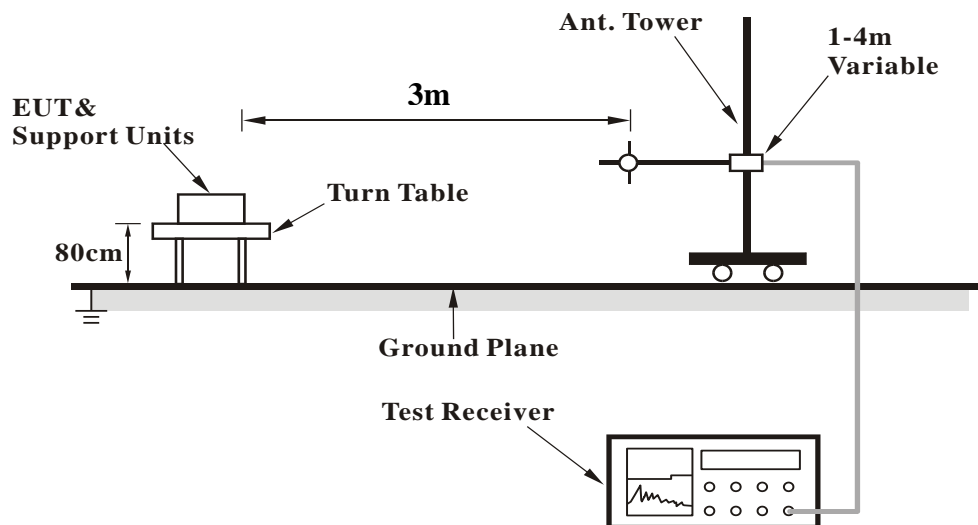 Ant. Tower
1-4m
Variable
3m
EUT&
Support Units
Turn Table
80cm
Ground Plane
Test Receiver